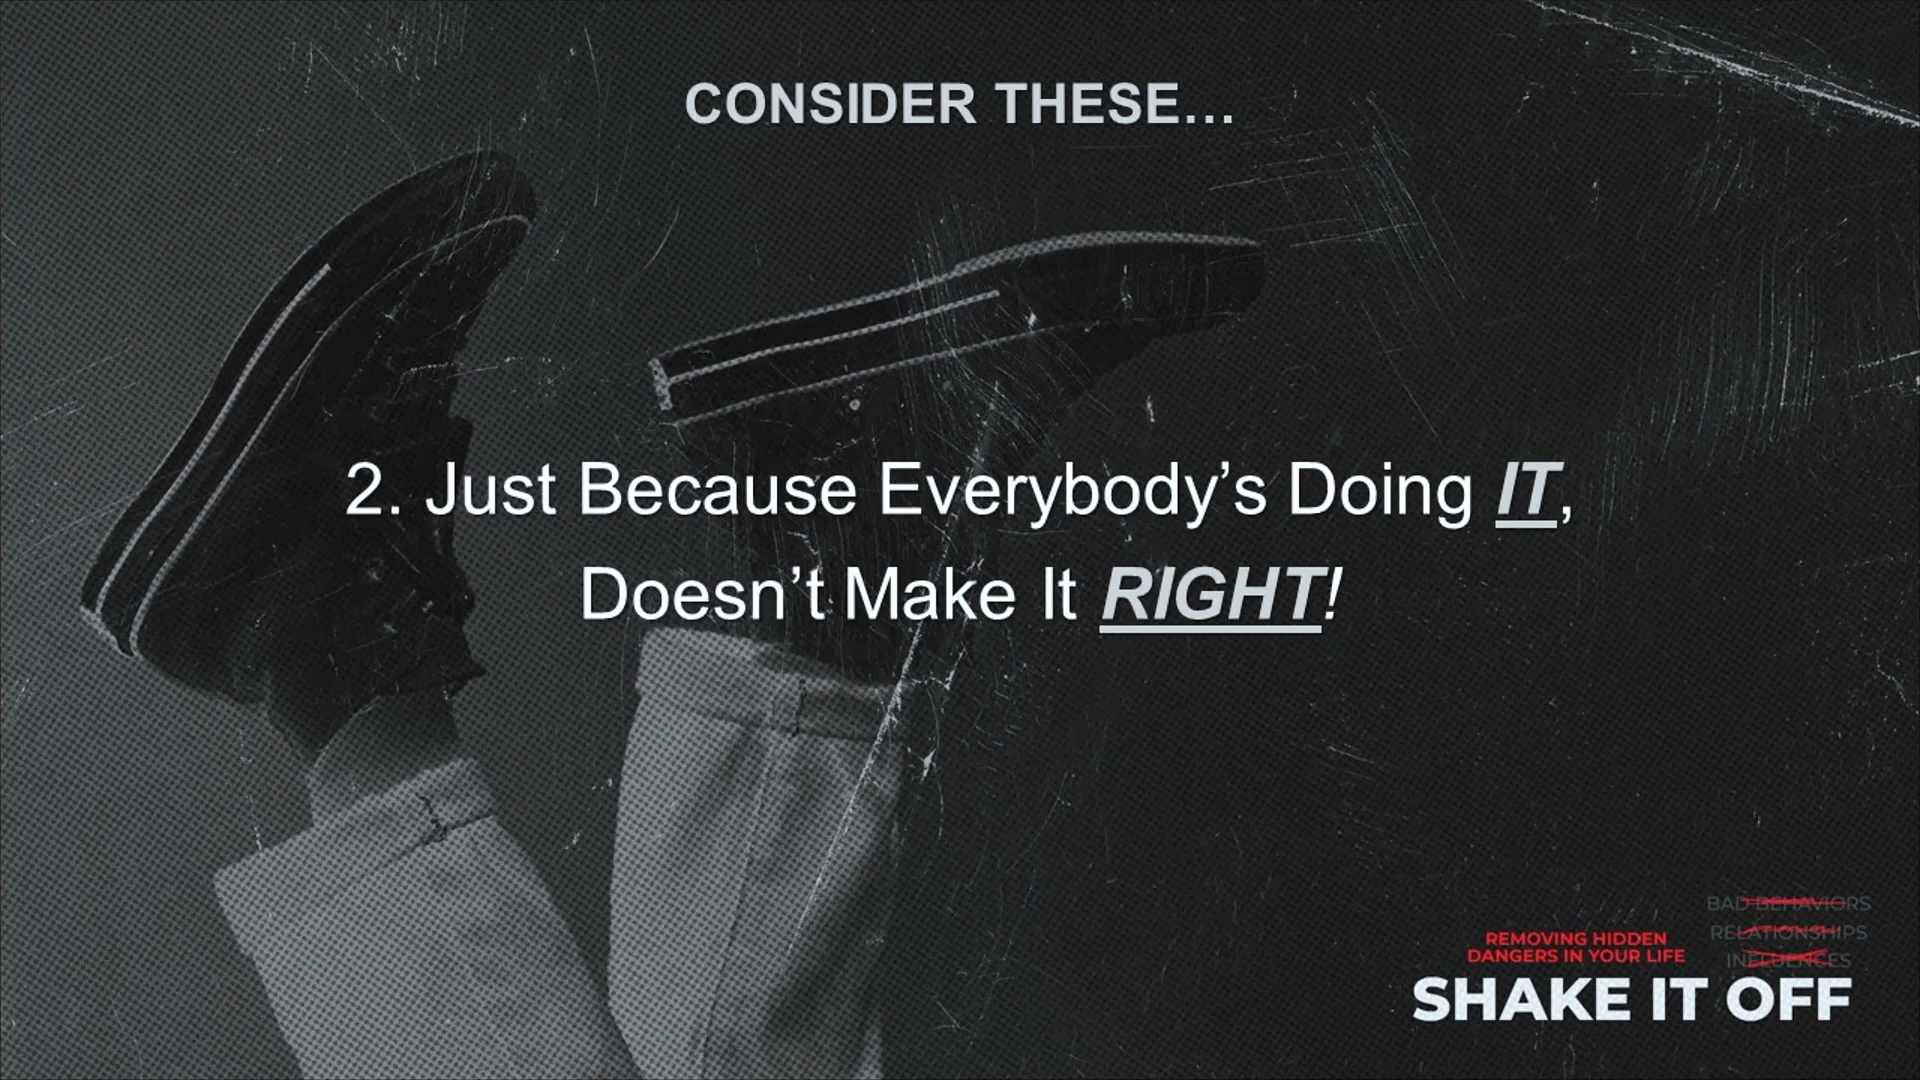 CONSIDER THESE…
2. Just Because Everybody’s Doing IT,
Doesn’t Make It RIGHT!
BAD BEHAVIORS
RELATIONSHIPS
INFLUENCES
REMOVING HIDDEN
DANGERS IN YOUR LIFE
SHAKE IT OFF